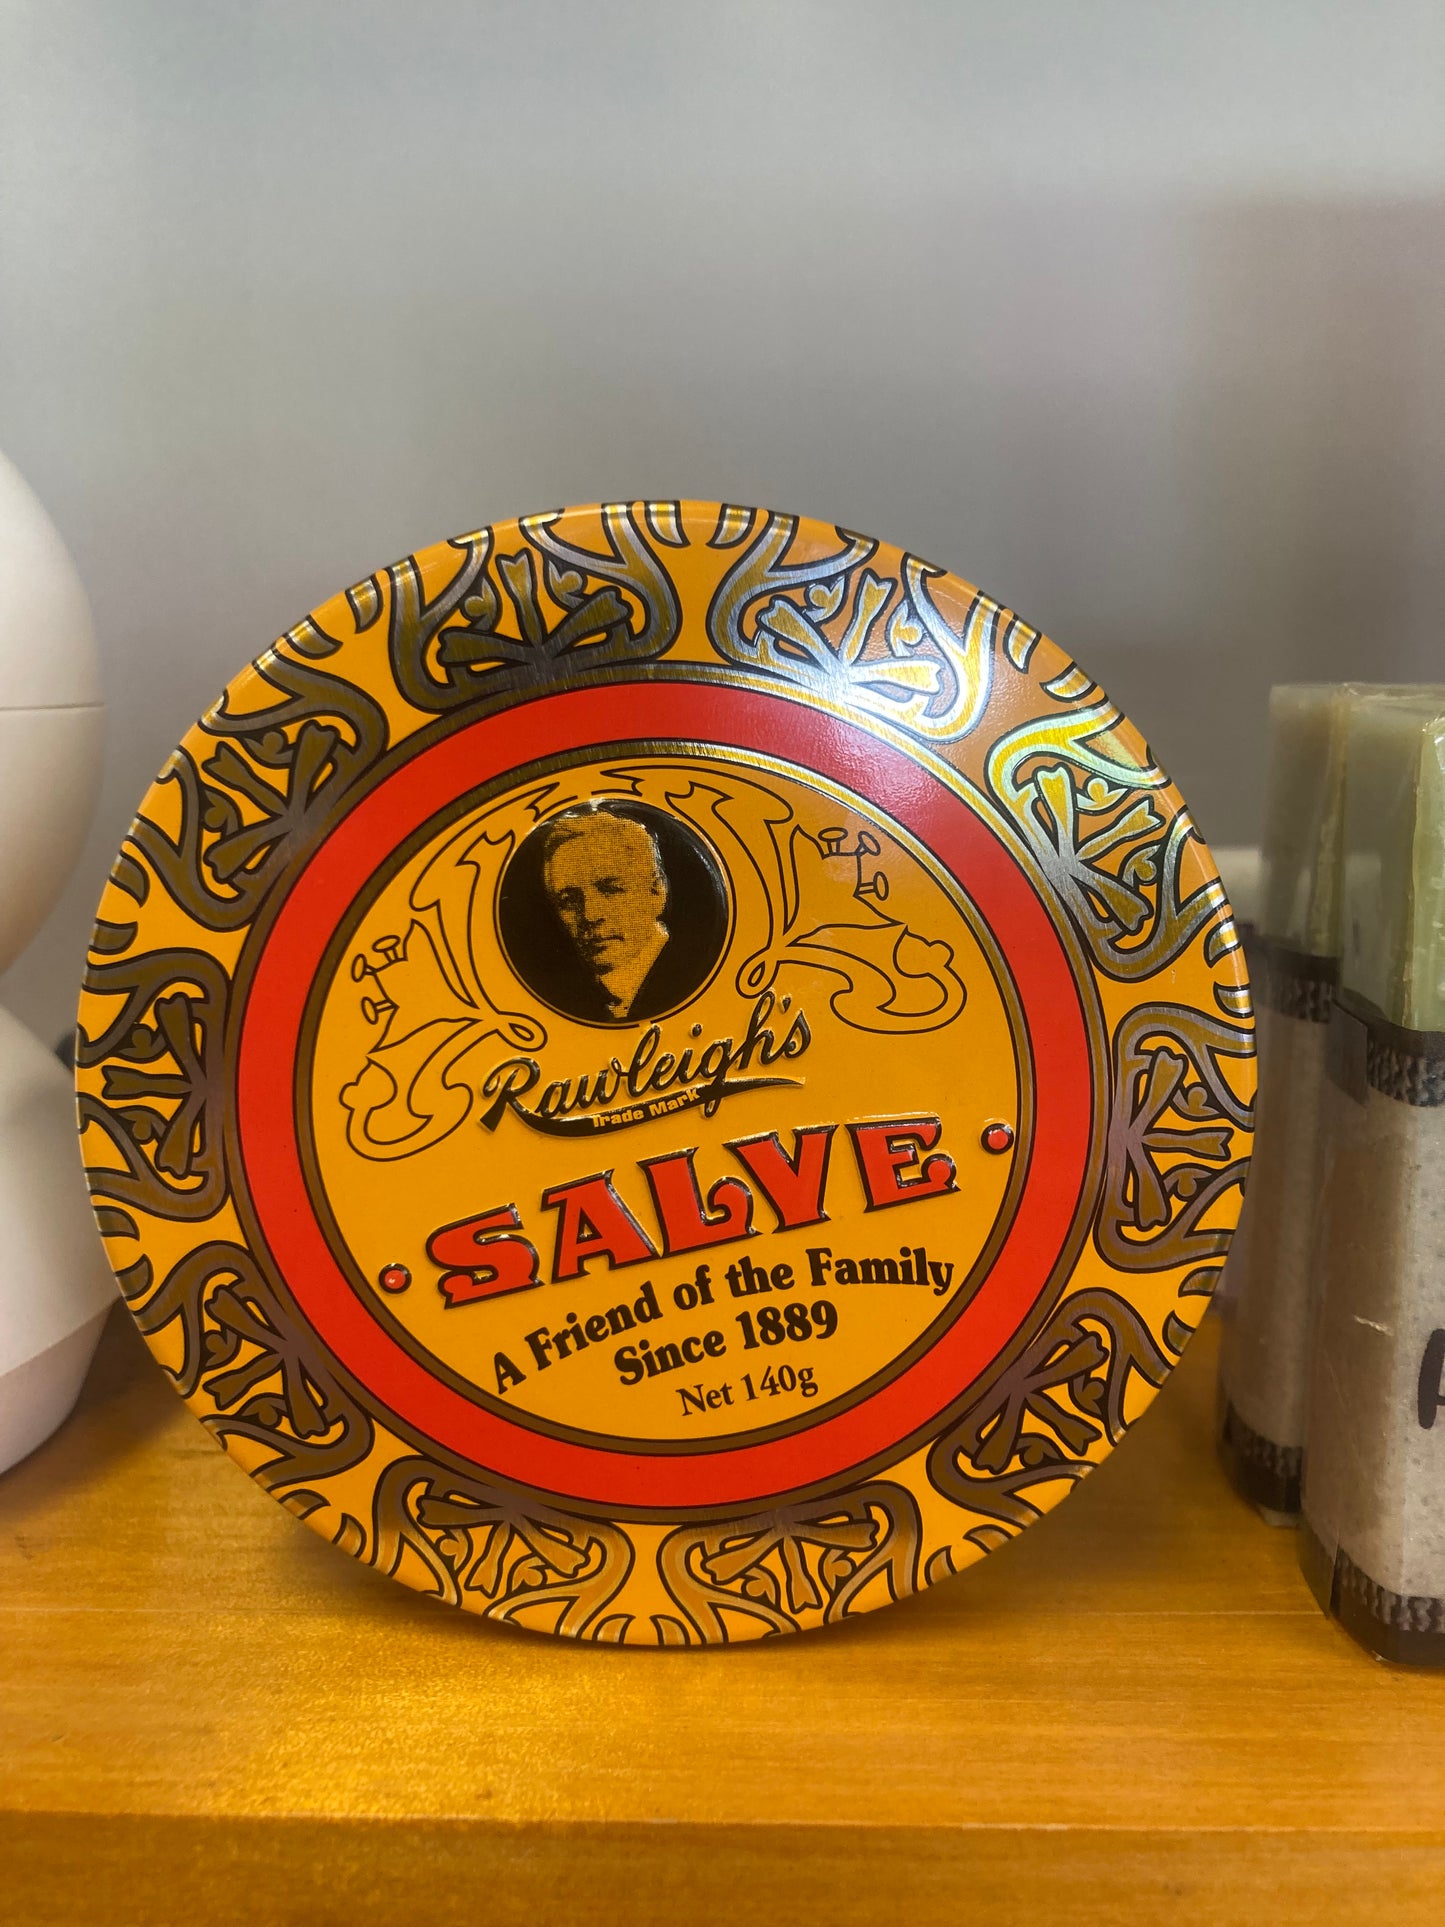 Rawleigh's
Trade Mark
SALVE
A Friend of the Family
Since 1889
Net 140g